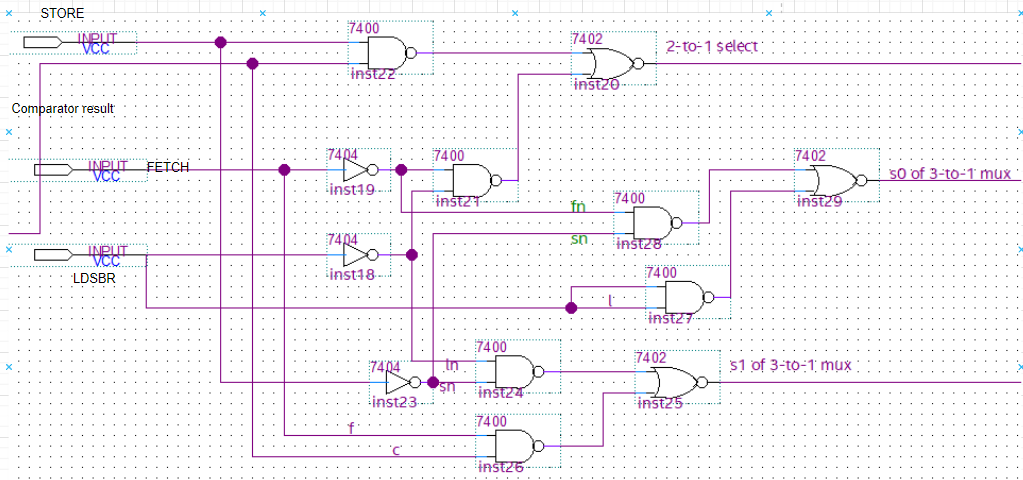 STORE
INPUT
VCC
7400
inst22
7402
inst20
2-to-1 select
Comparator result
INPUT
VCC
FETCH
7404
inst19
7400
inst21
7402
inst29
s0 of 3-to-1 mux
7400
inst28
fn
sn
INPUT
VCC
LDSBR
7404
inst18
7400
inst27
l
7404
inst23
7400
inst24
ln
sn
7402
inst25
s1 of 3-to-1 mux
7400
inst26
f
c